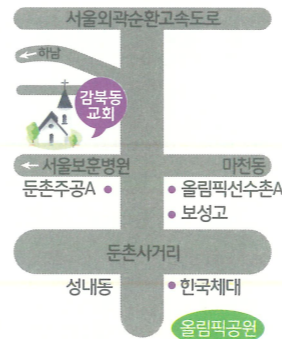 서울외곽순환고속도로
← 하남
감북동
교회
← 서울보훈병원 마천동
둔촌주공A • • 올림픽선수촌A
• 보성고
둔촌사거리
성내동 • 한국체대
올림픽공원